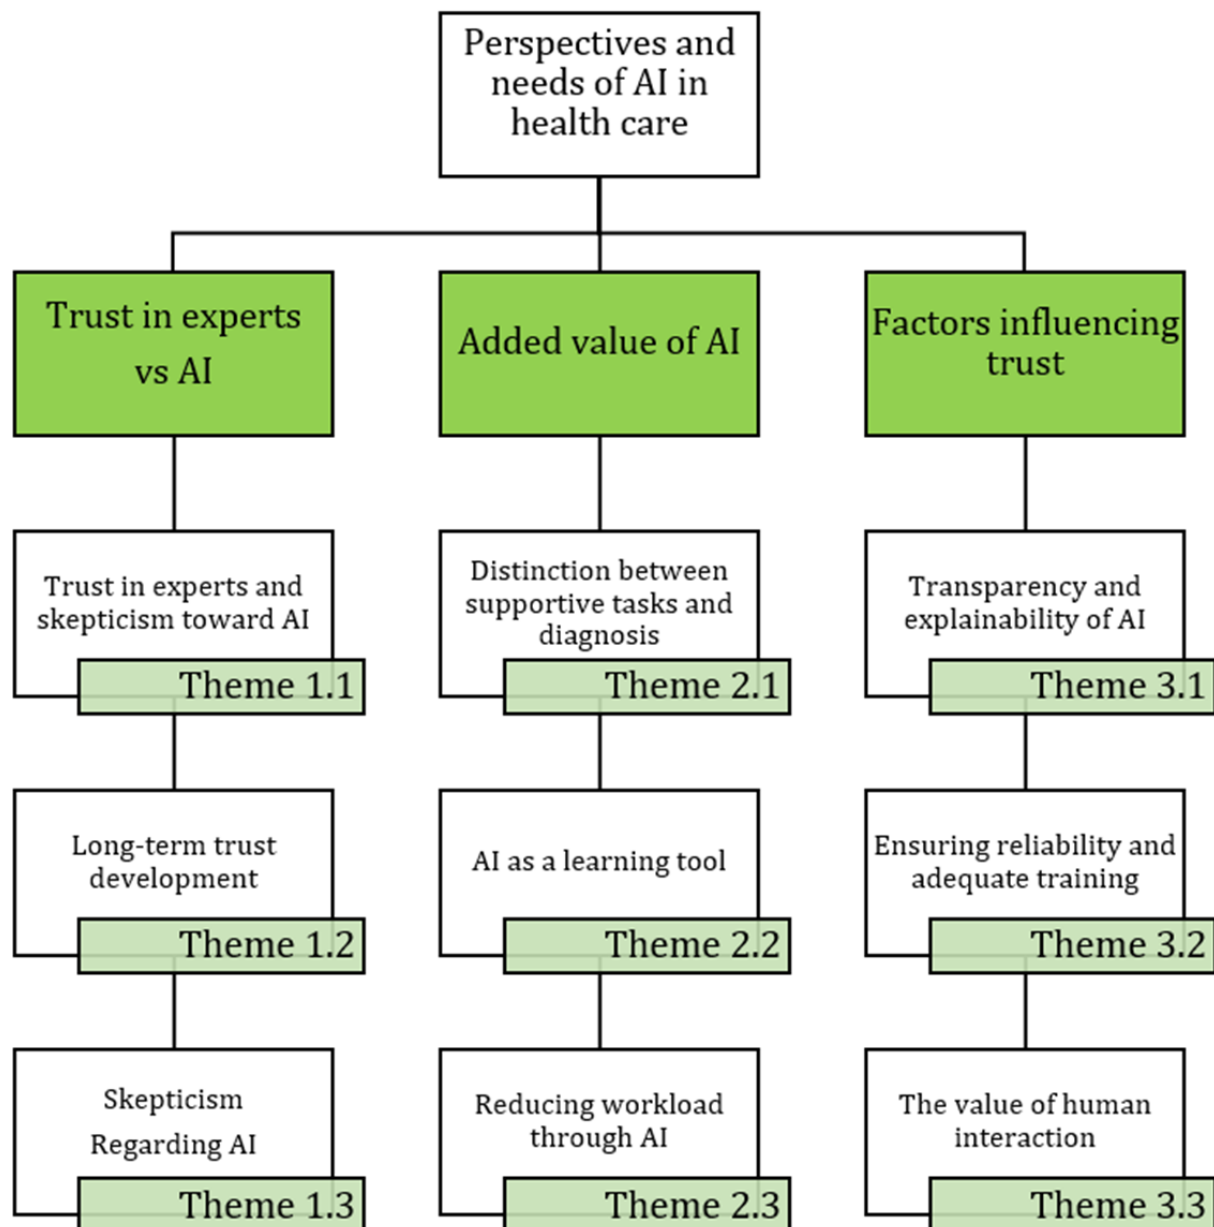 Perspectives and
needs of AI in
health care
Trust in experts
vs AI
Added value of AI
Factors influencing
trust
Trust in experts and
skepticism toward AI
Theme 1.1
Distinction between
supportive tasks and
diagnosis
Theme 2.1
Transparency and
explainability of AI
Theme 3.1
Long-term trust
development
Theme 1.2
AI as a learning tool
Theme 2.2
Ensuring reliability and
adequate training
Theme 3.2
Skepticism
Regarding AI
Theme 1.3
Reducing workload
through AI
Theme 2.3
The value of human
interaction
Theme 3.3